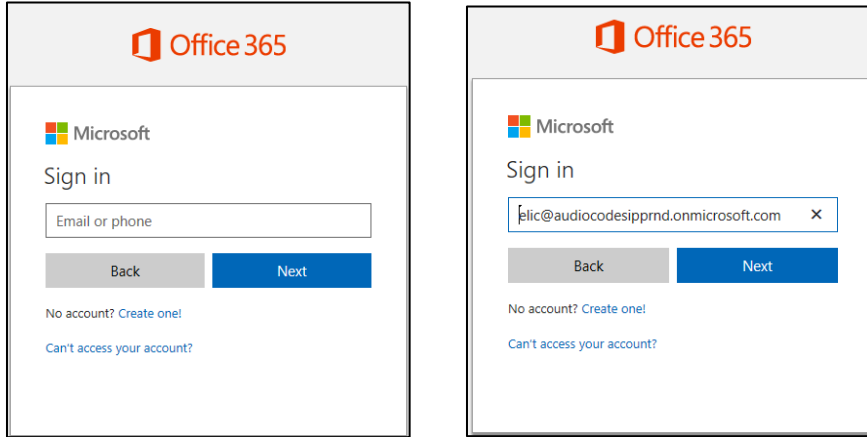 Office 365
Microsoft
Sign in
Email or phone
Back Next
No account? Create one!
Can't access your account?
Office 365
Microsoft
Sign in
elic@audiocodesipprnd.onmicrosoft.com
Back Next
No account? Create one!
Can't access your account?